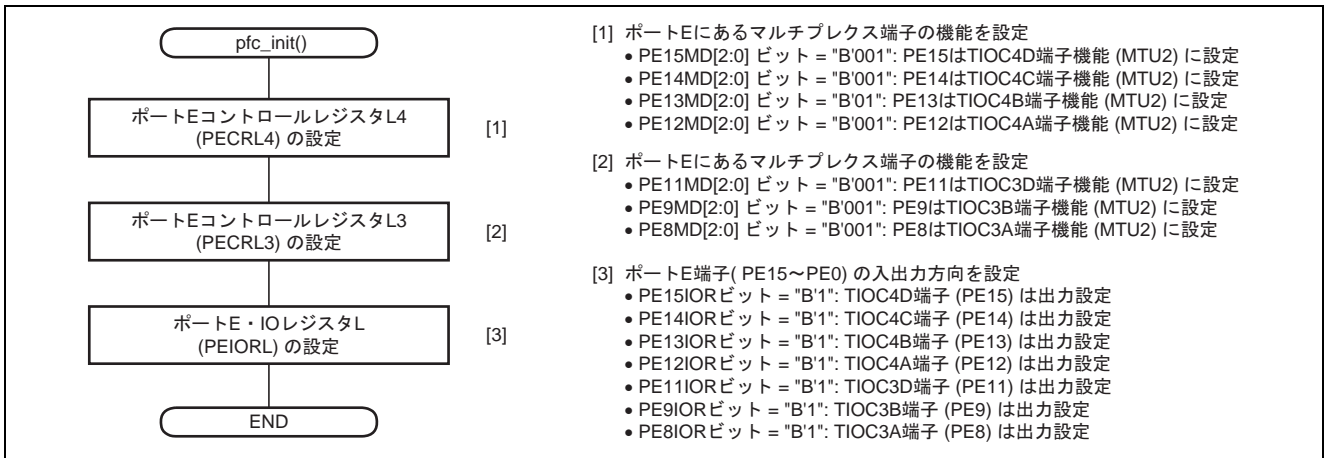 pfc_init()
ポートEコントロールレジスタL4
(PECRL4) の設定
[1]
ポートEコントロールレジスタL3
(PECRL3) の設定
[2]
ポートE・IOレジスタL
(PEIORL) の設定
[3]
END
[1] ポートEにあるマルチプレクス端子の機能を設定
• PE15MD[2:0] ビット = "B'001": PE15はTIOC4D端子機能 (MTU2) に設定
• PE14MD[2:0] ビット = "B'001": PE14はTIOC4C端子機能 (MTU2) に設定
• PE13MD[2:0] ビット = "B'01": PE13はTIOC4B端子機能 (MTU2) に設定
• PE12MD[2:0] ビット = "B'001": PE12はTIOC4A端子機能 (MTU2) に設定
[2] ポートEにあるマルチプレクス端子の機能を設定
• PE11MD[2:0] ビット = "B'001": PE11はTIOC3D端子機能 (MTU2) に設定
• PE9MD[2:0] ビット = "B'001": PE9はTIOC3B端子機能 (MTU2) に設定
• PE8MD[2:0] ビット = "B'001": PE8はTIOC3A端子機能 (MTU2) に設定
[3] ポートE端子( PE15～PE0) の入出力方向を設定
• PE15IORビット = "B'1": TIOC4D端子 (PE15) は出力設定
• PE14IORビット = "B'1": TIOC4C端子 (PE14) は出力設定
• PE13IORビット = "B'1": TIOC4B端子 (PE13) は出力設定
• PE12IORビット = "B'1": TIOC4A端子 (PE12) は出力設定
• PE11IORビット = "B'1": TIOC3D端子 (PE11) は出力設定
• PE9IORビット = "B'1": TIOC3B端子 (PE9) は出力設定
• PE8IORビット = "B'1": TIOC3A端子 (PE8) は出力設定